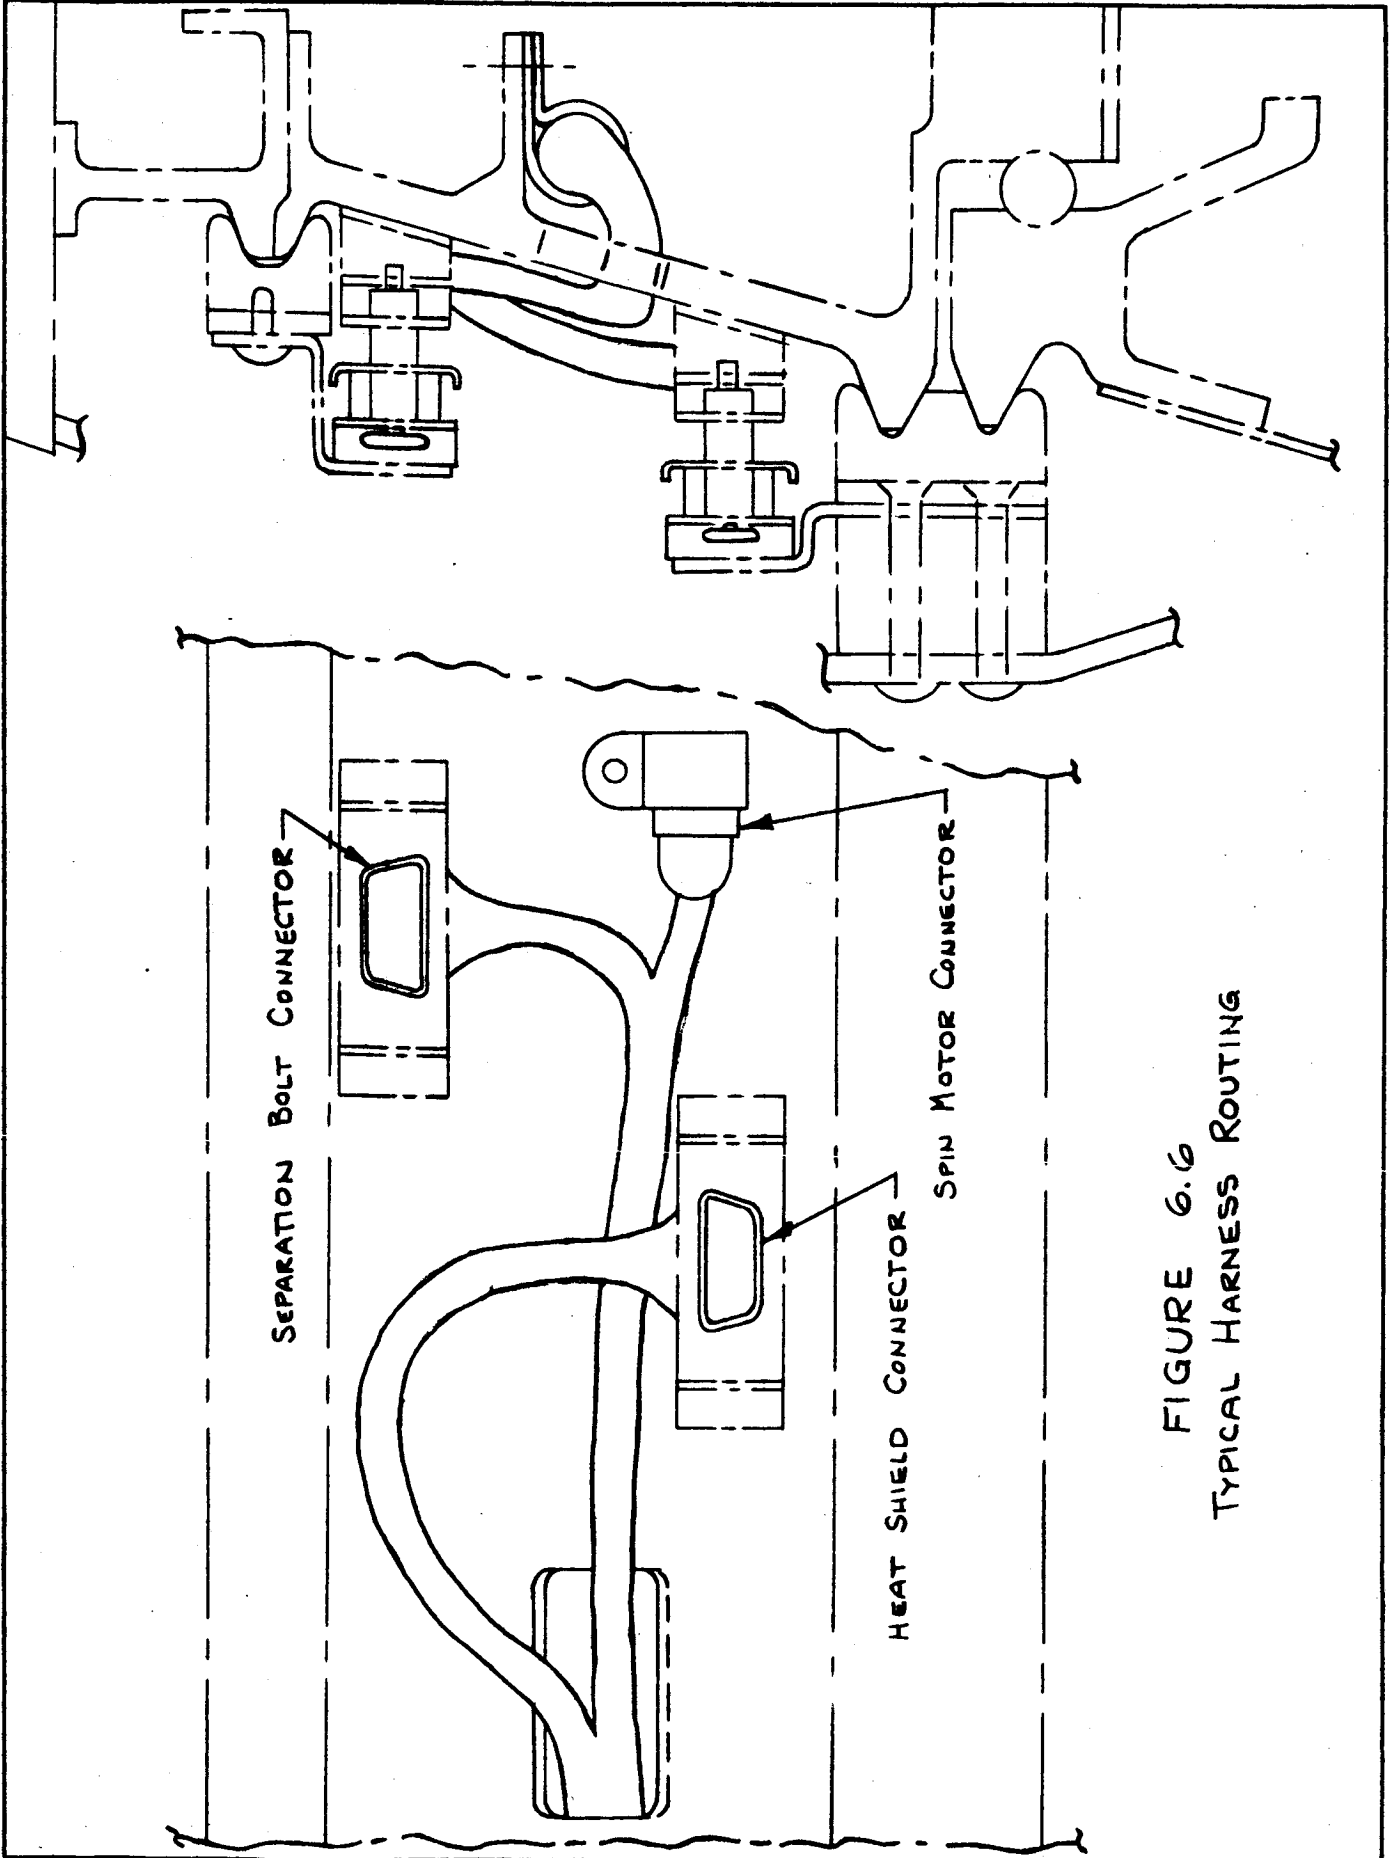 SEPARATION BOLT CONNECTOR
SPIN MOTOR CONNECTOR
HEAT SHIELD CONNECTOR
FIGURE 6.6
TYPICAL HARNESS ROUTING